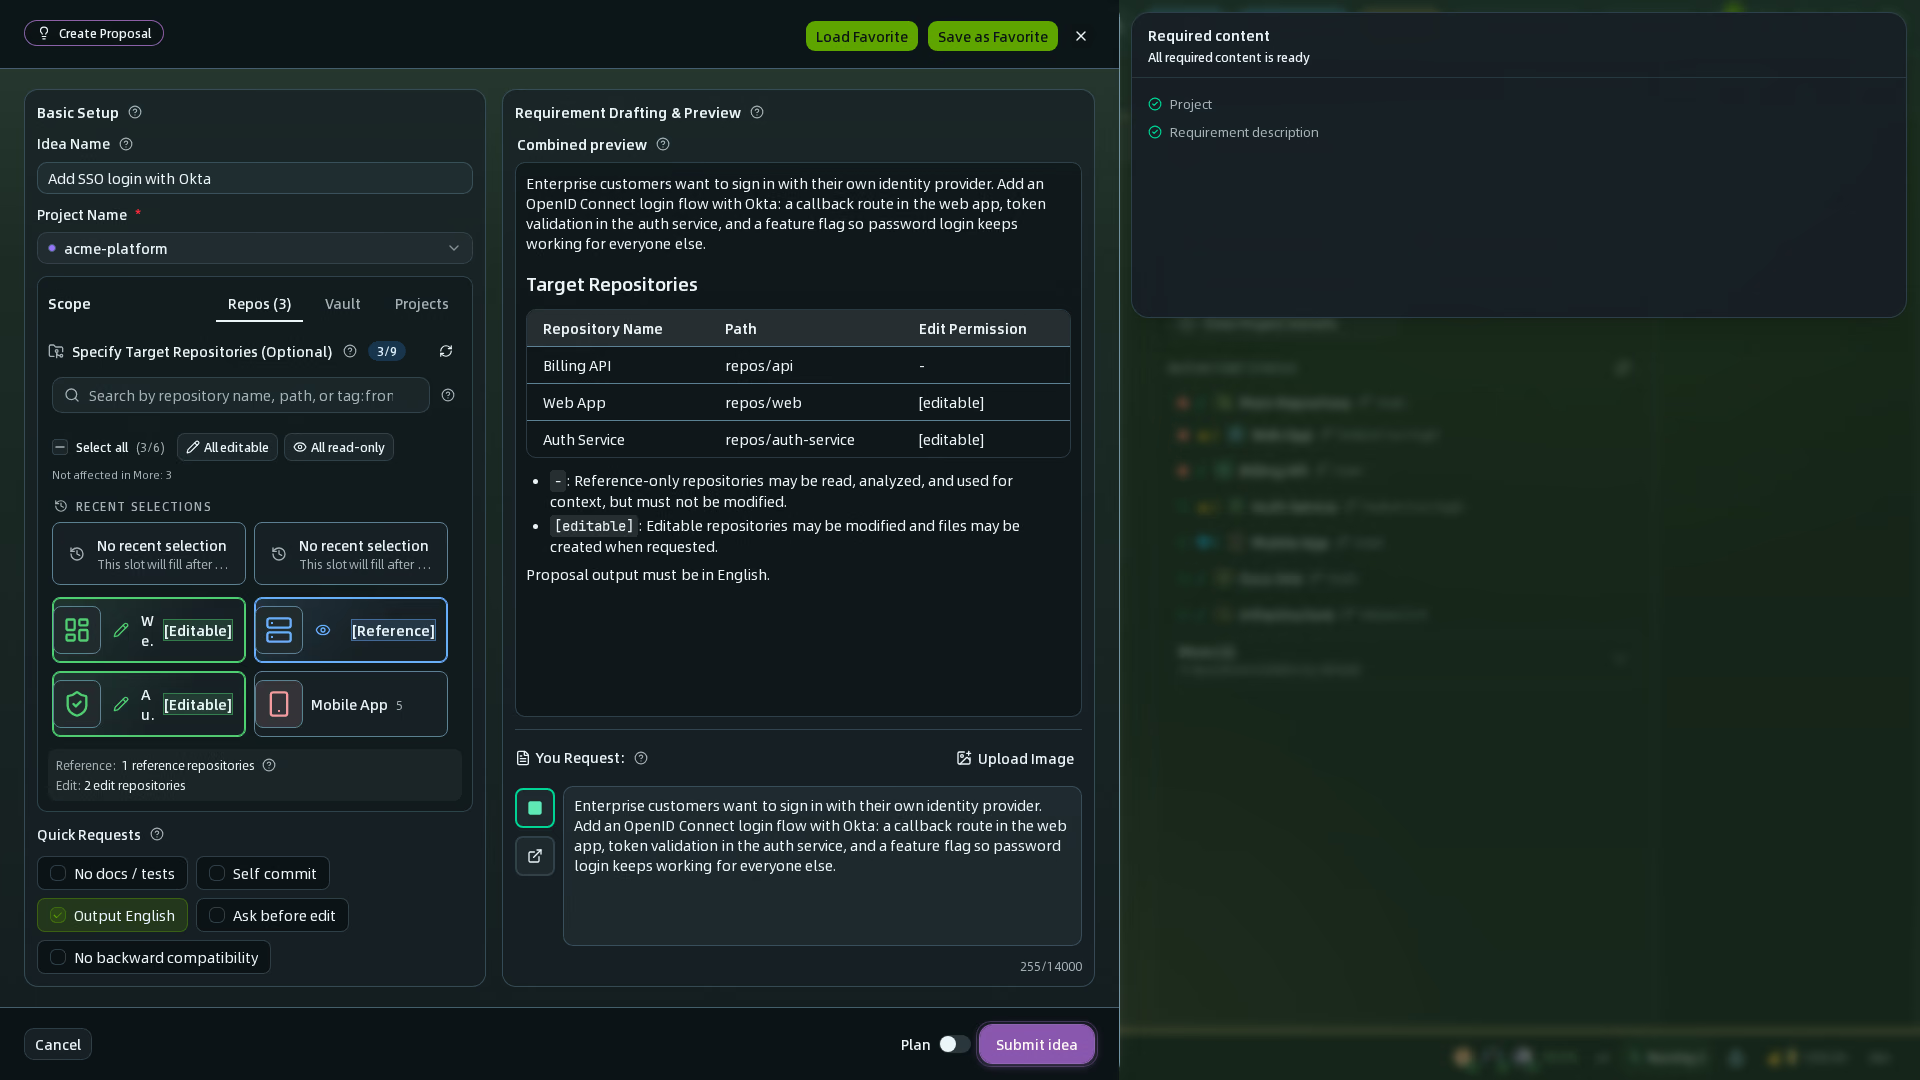 Create Proposal
Load Favorite
Save as Favorite
Basic Setup
Idea Name
Add SSO login with Okta
Project Name *
acme-platform
Scope
Repos (3)
Vault
Projects
Specify Target Repositories (Optional)
3/9
Search by repository name, path, or tag:fron
Select all (3/6)
All editable
All read-only
Not affected in More: 3
RECENT SELECTIONS
No recent selection
This slot will fill after ...
No recent selection
This slot will fill after ...
We.
[Editable]
[Reference]
Au.
[Editable]
Mobile App 5
Reference: 1 reference repositories
Edit: 2 edit repositories
Quick Requests
No docs / tests
Self commit
Output English
Ask before edit
No backward compatibility
Cancel
Requirement Drafting & Preview
Combined preview
Enterprise customers want to sign in with their own identity provider. Add an
OpenID Connect login flow with Okta: a callback route in the web app, token
validation in the auth service, and a feature flag so password login keeps
working for everyone else.
Target Repositories
Repository Name Path Edit Permission
Billing API repos/api -
Web App repos/web [editable]
Auth Service repos/auth-service [editable]
- : Reference-only repositories may be read, analyzed, and used for
context, but must not be modified.
[editable] : Editable repositories may be modified and files may be
created when requested.
Proposal output must be in English.
You Request:
Upload Image
Enterprise customers want to sign in with their own identity provider.
Add an OpenID Connect login flow with Okta: a callback route in the web
app, token validation in the auth service, and a feature flag so password
login keeps working for everyone else.
255/14000
Plan
Submit idea
Required content
All required content is ready
Project
Requirement description